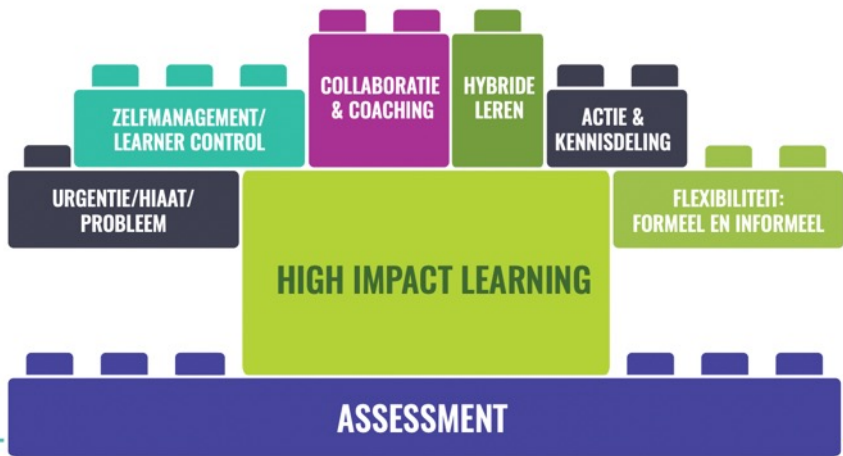 COLLABORATIE
& COACHING
HYBRIDE
LEREN
ZELFMANAGEMENT/
LEARNER CONTROL
ACTIE &
KENNISDELING
URGENTIE/HIAAT/
PROBLEEM
FLEXIBILITEIT:
FORMEEL EN INFORMEEL
HIGH IMPACT LEARNING
ASSESSMENT